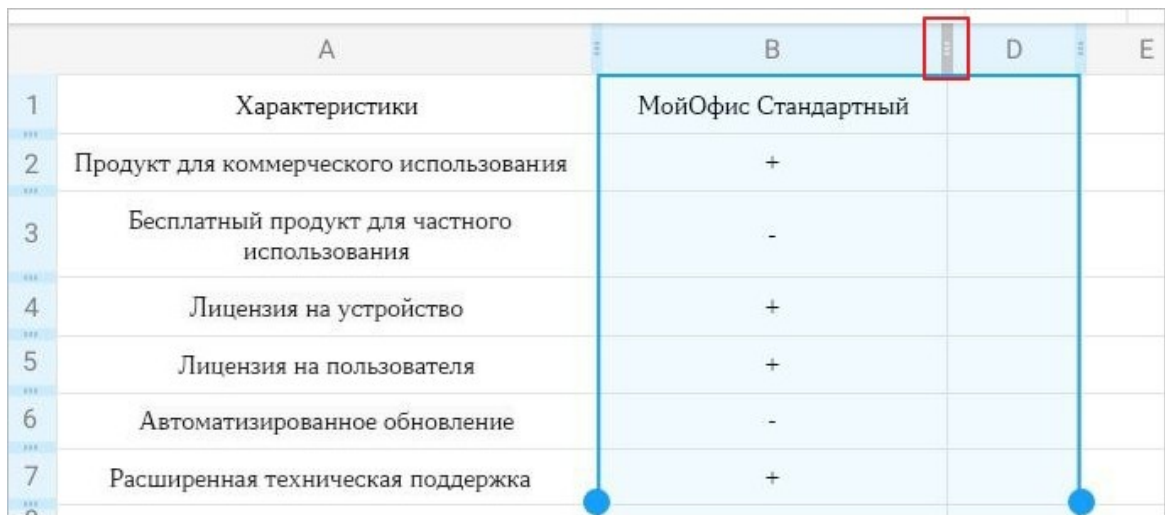 A B D E
1 Характеристики МойОфис Стандартный
2 Продукт для коммерческого использования +
3 Бесплатный продукт для частного
использования -
4 Лицензия на устройство +
5 Лицензия на пользователя +
6 Автоматизированное обновление -
7 Расширенная техническая поддержка +